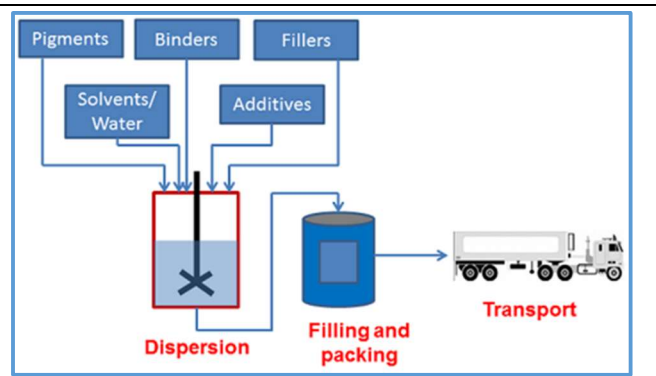 Pigments
Binders
Fillers
Solvents/
Water
Additives
Dispersion
Filling and
packing
Transport